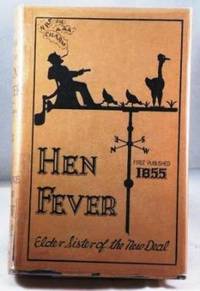 HEN
FEVER
FIRST PUBLISHED
1855
Elder Sister of the New Deal